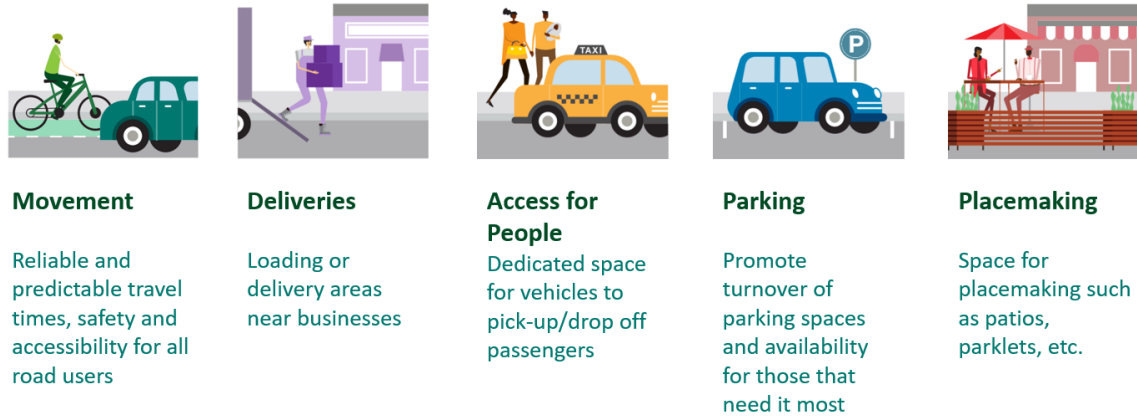 TAXI
P
Movement
Reliable and
predictable travel
times, safety and
accessibility for all
road users
Deliveries
Loading or
delivery areas
near businesses
Access for
People
Dedicated space
for vehicles to
pick-up/drop off
passengers
Parking
Promote
turnover of
parking spaces
and availability
for those that
need it most
Placemaking
Space for
placemaking such
as patios,
parklets, etc.